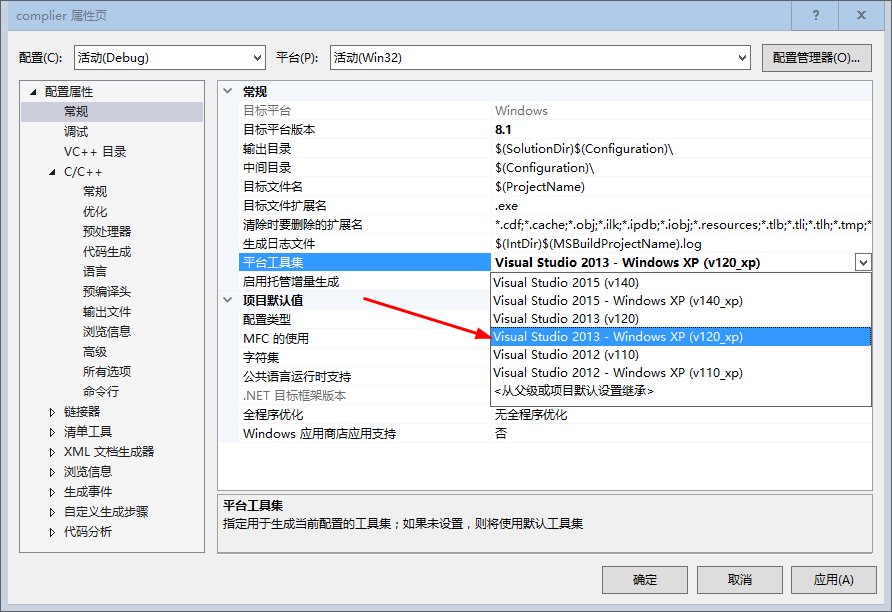 complier 属性页
? x
配置(C): 活动(Debug) 平台(P): 活动(Win32) 配置管理器(O)...
配置属性
常规
调试
VC++ 目录
C/C++
常规
优化
预处理器
代码生成
语言
预编译头
输出文件
浏览信息
高级
所有选项
命令行
链接器
清单工具
XML 文档生成器
浏览信息
生成事件
自定义生成步骤
代码分析
常规
目标平台 Windows
目标平台版本 8.1
输出目录 $(SolutionDir)$(Configuration)\
中间目录 $(Configuration)\
目标文件名 $(ProjectName)
目标文件扩展名 .exe
清除时要删除的扩展名 *.cdf;*.cache;*.obj;*.ilk;*.ipdb;*.iobj;*.resources;*.tlb;*.tli;*.tlh;*.tmp;*
生成日志文件 $(IntDir)$(MSBuildProjectName).log
平台工具集 Visual Studio 2013 - Windows XP (v120_xp)
启用托管增量生成
项目默认值
配置类型
MFC 的使用
字符集
公共语言运行时支持
.NET 目标框架版本
全程序优化 无全程序优化
Windows 应用商店应用支持 否
Visual Studio 2015 (v140)
Visual Studio 2015 - Windows XP (v140_xp)
Visual Studio 2013 (v120)
Visual Studio 2013 - Windows XP (v120_xp)
Visual Studio 2012 (v110)
Visual Studio 2012 - Windows XP (v110_xp)
<从父级或项目默认设置继承>
平台工具集
指定用于生成当前配置的工具集；如果未设置，则将使用默认工具集
确定 取消 应用(A)